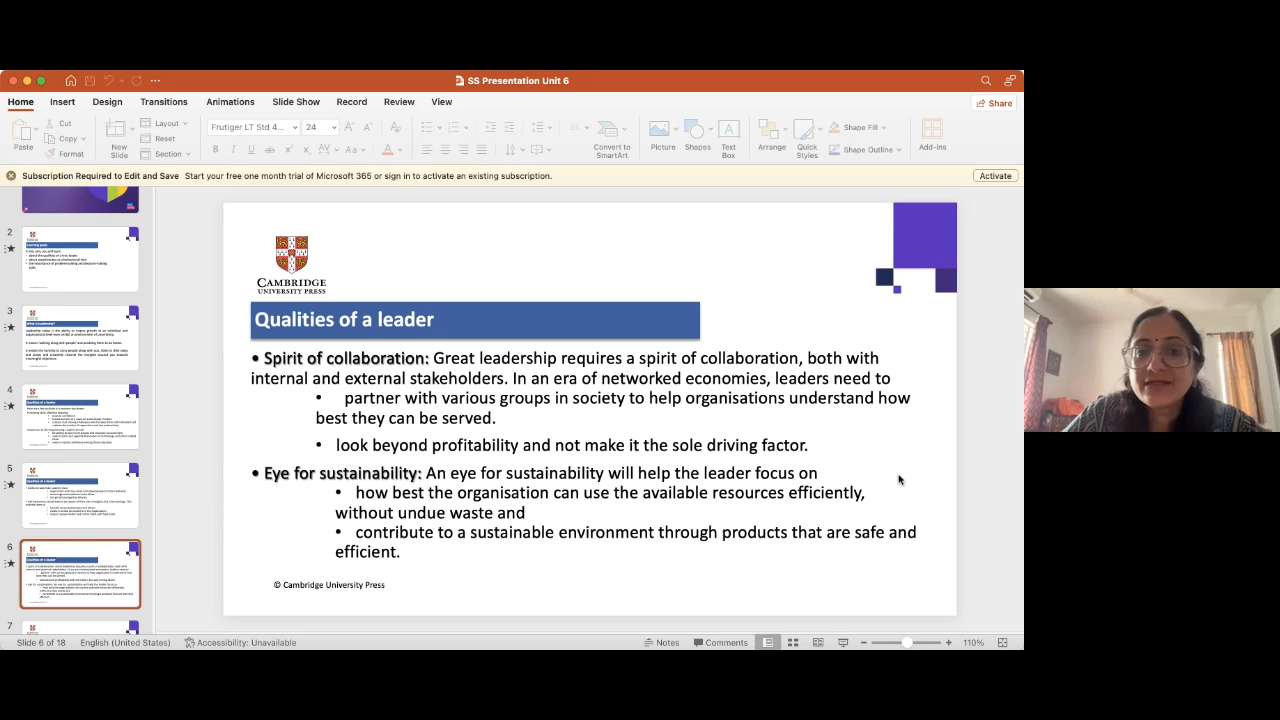 SS Presentation Unit 6
Home Insert Design Transitions Animations Slide Show Record Review View Share
Paste Cut Copy Format New Slide Layout Reset Section Frutiger LT Std 4... 24 Convert to SmartArt Picture Shapes Text Box Arrange Quick Styles Shape Fill Shape Outline Add-ins
Subscription Required to Edit and Save Start your free one month trial of Microsoft 365 or sign in to activate an existing subscription. Activate
2
3
4
5
6
7
CAMBRIDGE
UNIVERSITY PRESS
Qualities of a leader
• Spirit of collaboration: Great leadership requires a spirit of collaboration, both with
internal and external stakeholders. In an era of networked economies, leaders need to
• partner with various groups in society to help organisations understand how
best they can be served.
• look beyond profitability and not make it the sole driving factor.
• Eye for sustainability: An eye for sustainability will help the leader focus on
• how best the organisation can use the available resources efficiently,
without undue waste and
• contribute to a sustainable environment through products that are safe and
efficient.
© Cambridge University Press
Slide 6 of 18 English (United States) Accessibility: Unavailable Notes Comments 110%